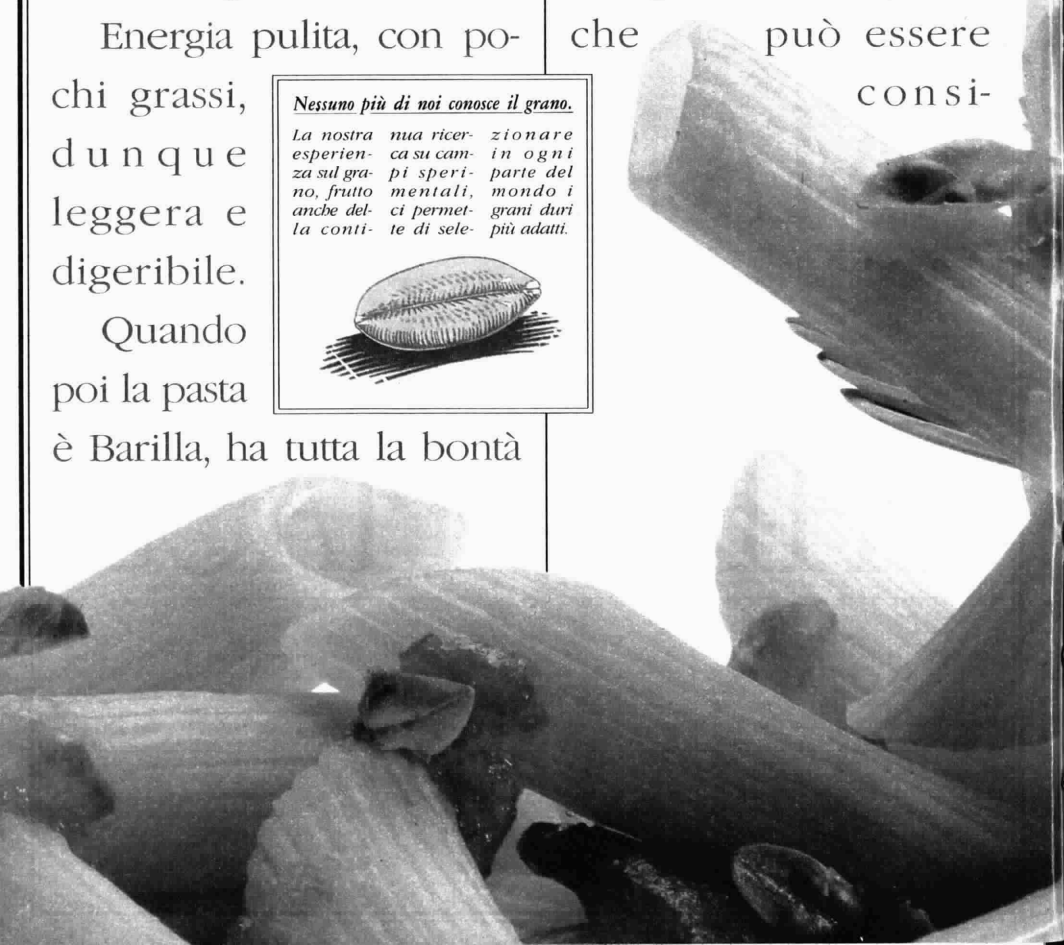 Energia pulita, con po-
chi grassi,
dunque
leggera e
digeribile.
Quando
poi la pasta
è Barilla, ha tutta la bontà
Nessuno più di noi conosce il grano.
La nostra
esperien-
za sul gra-
no, frutto
anche del-
la conti-
nua ricer-
ca su cam-
pi speri-
mentali,
ci permet-
te di sele-
zionare
in ogni
parte del
mondo i
grani duri
più adatti.
che può essere
consi-